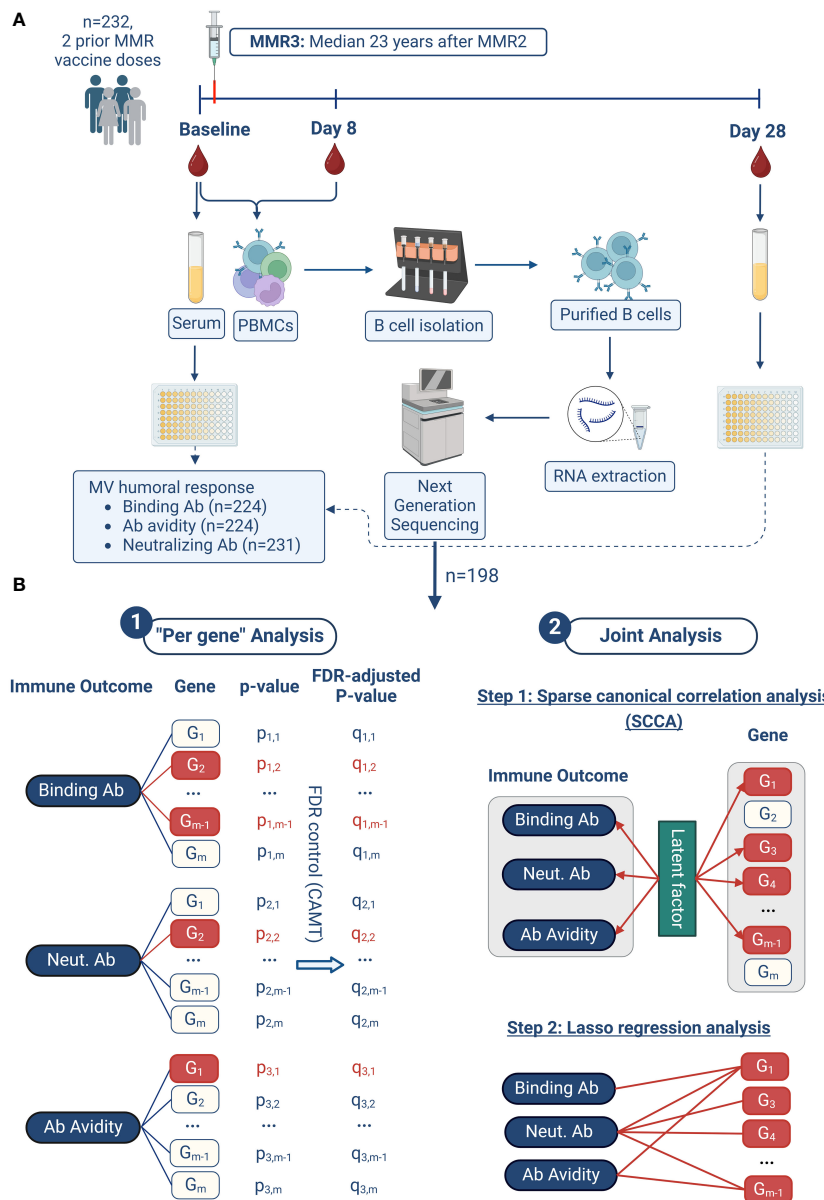 A
n=232,
2 prior MMR
vaccine doses
MMR3: Median 23 years after MMR2
Baseline
Day 8
Day 28
Serum
PBMCs
B cell isolation
Purified B cells
MV humoral response
• Binding Ab (n=224)
• Ab avidity (n=224)
• Neutralizing Ab (n=231)
Next
Generation
Sequencing
RNA extraction
n=198
B
1
"Per gene" Analysis
Immune Outcome
Gene
p-value
FDR-adjusted
P-value
Binding Ab
G1
p1,1
q1,1
G2
p1,2
q1,2
...
...
...
Gm-1
p1,m-1
q1,m-1
Gm
p1,m
q1,m
FDR control (CAMT)
Neut. Ab
G1
p2,1
q2,1
G2
p2,2
q2,2
...
...
...
Gm-1
p2,m-1
q2,m-1
Gm
p2,m
q2,m
Ab Avidity
G1
p3,1
q3,1
G2
p3,2
q3,2
...
...
...
Gm-1
p3,m-1
q3,m-1
Gm
p3,m
q3,m
2
Joint Analysis
Step 1: Sparse canonical correlation analysis
(SCCA)
Gene
Immune Outcome
Binding Ab
Neut. Ab
Ab Avidity
Latent factor
G1
G2
G3
G4
...
Gm-1
Gm
Step 2: Lasso regression analysis
Binding Ab
Neut. Ab
Ab Avidity
G1
G3
G4
...
Gm-1